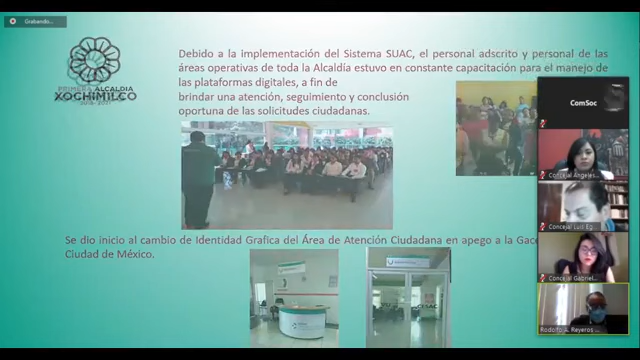 Grabando...
Debido a la implementación del Sistema SUAC, el personal adscrito y personal de las
áreas operativas de toda la Alcaldía estuvo en constante capacitación para el manejo de
las plataformas digitales, a fin de
brindar una atención, seguimiento y conclusión
oportuna de las solicitudes ciudadanas.
PRIMERA ALCALDÍA
XOCHIMILCO
2018 - 2021
ComSoc
Concejal Ángeles...
Concejal Luis Eg...
Se dio inicio al cambio de Identidad Grafica del Área de Atención Ciudadana en apego a la Gace
Ciudad de México.
Concejal Gabriel...
CESAC
Rodolfo A. Reyeros ...